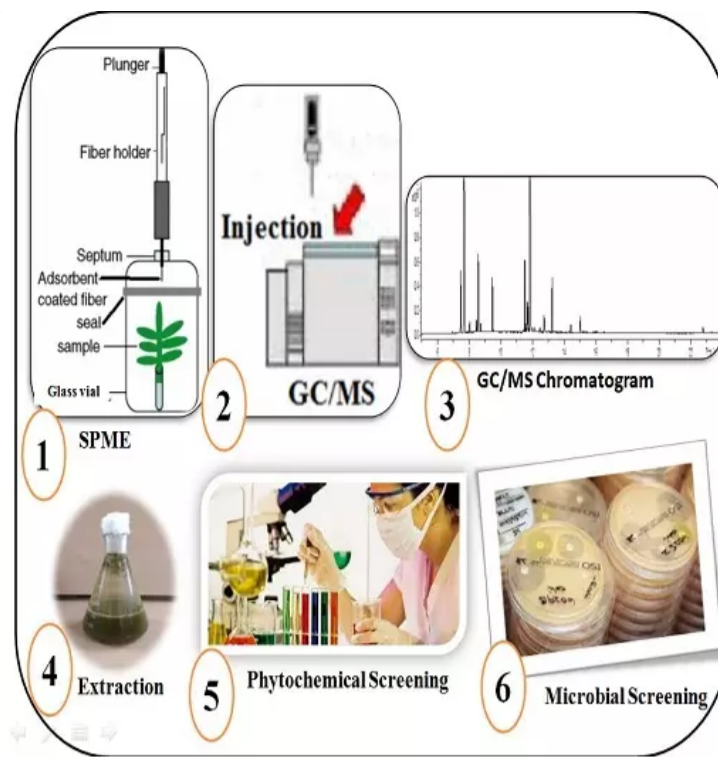 Plunger
Fiber holder
Septum
Adsorbent
coated fiber
seal
sample
Glass vial
1
SPME
Injection
GC/MS
2
3
GC/MS Chromatogram
4
Extraction
5
Phytochemical Screening
6
Microbial Screening